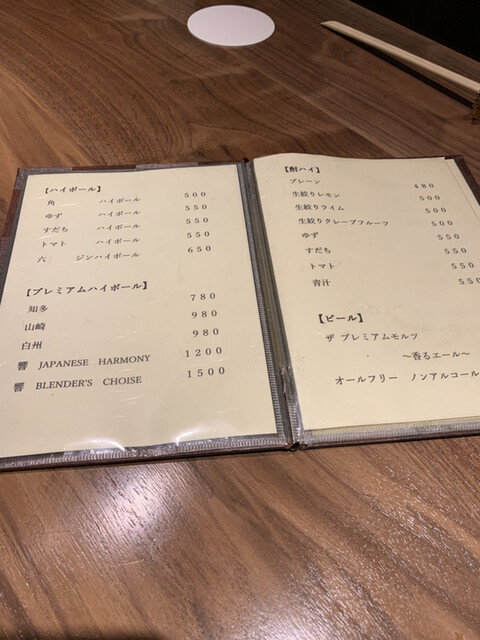 【ハイボール】
角 ハイボール 500
ゆず ハイボール 550
すだち ハイボール 550
トマト ハイボール 550
六 ジンハイボール 650
【プレミアムハイボール】
知多 780
山崎 980
白州 980
響 JAPANESE HARMONY 1200
響 BLENDER'S CHOISE 1500
【酎ハイ】
プレーン 480
生絞りレモン 500
生絞りライム 500
生絞りグレープフルーツ 500
ゆず 550
すだち 550
トマト 550
青汁 550
【ビール】
ザ プレミアムモルツ
～香るエール～
オールフリー ノンアルコール